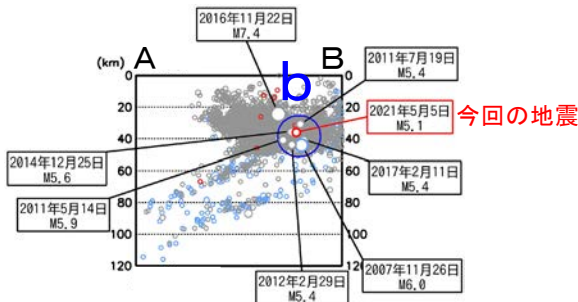 2016年11月22日
M7.4
(km)
A
b
B
2011年7月19日
M5.4
0
0
20
20
2021年5月5日
M5.1
今回の地震
40
40
2014年12月25日
M5.6
2017年2月11日
M5.4
60
60
2011年5月14日
M5.9
80
80
100
100
2007年11月26日
M6.0
120
120
2012年2月29日
M5.4